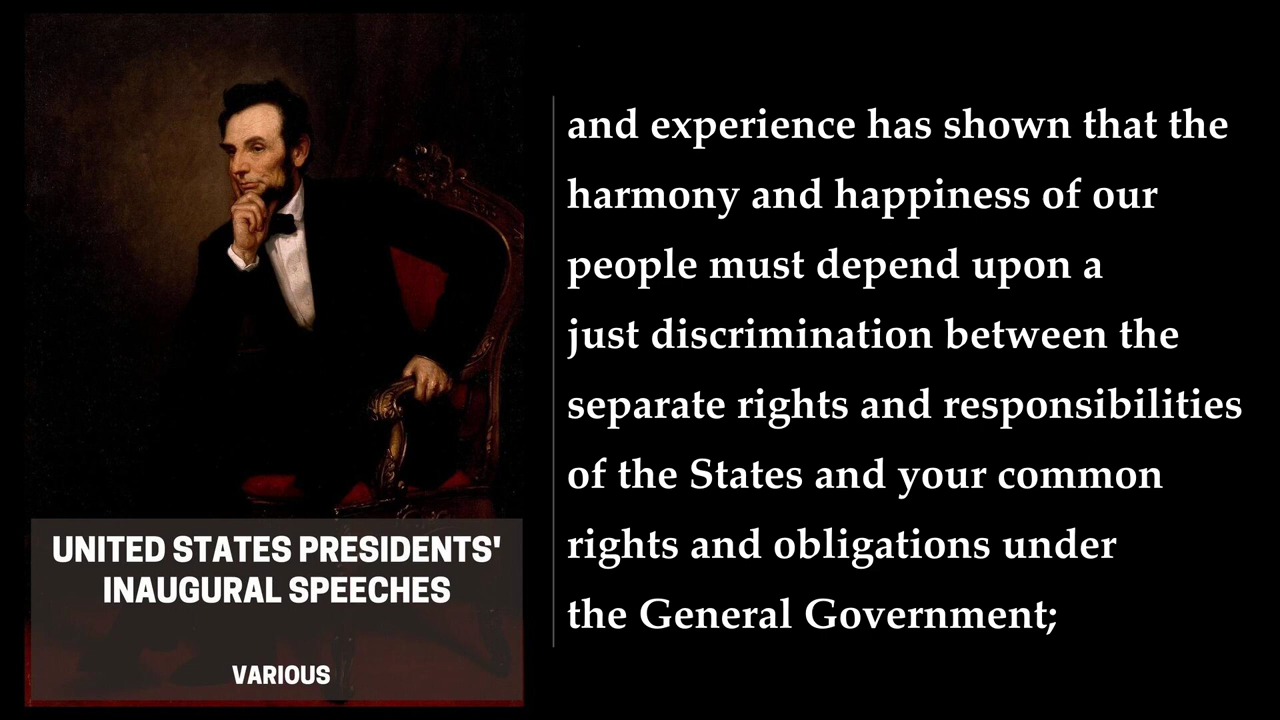 and experience has shown that the
harmony and happiness of our
people must depend upon a
just discrimination between the
separate rights and responsibilities
of the States and your common
rights and obligations under
the General Government;
UNITED STATES PRESIDENTS'
INAUGURAL SPEECHES
VARIOUS